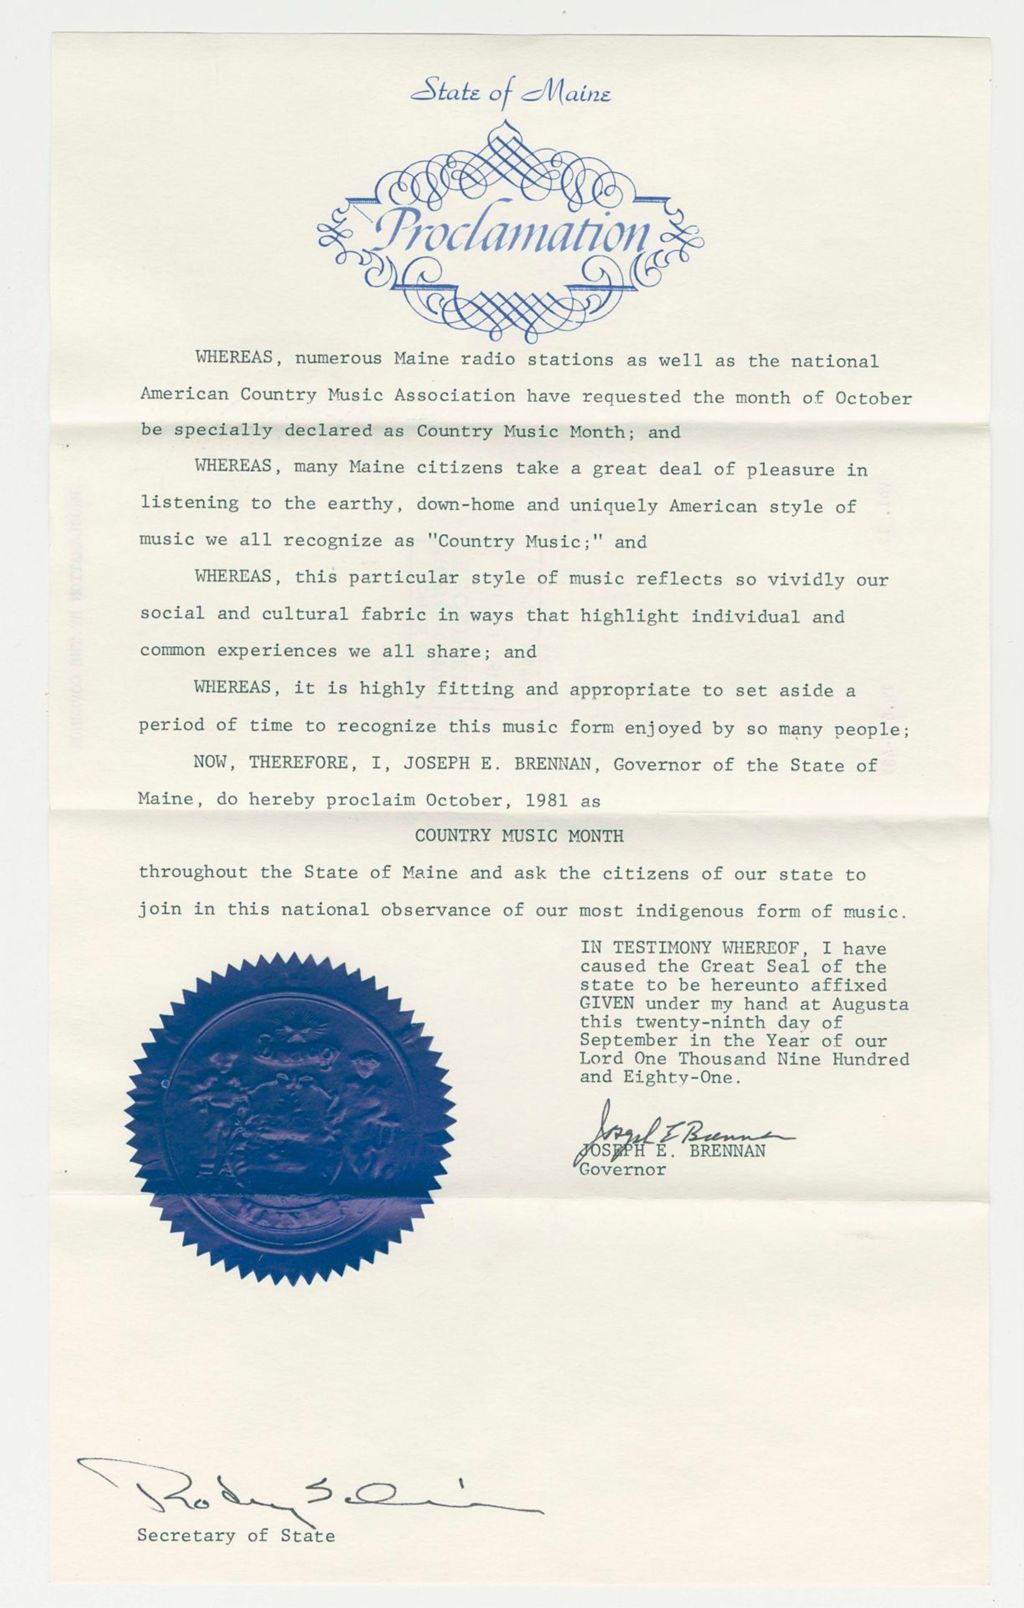 State of Maine
Proclamation
WHEREAS, numerous Maine radio stations as well as the national
American Country Music Association have requested the month of October
be specially declared as Country Music Month; and
WHEREAS, many Maine citizens take a great deal of pleasure in
listening to the earthy, down-home and uniquely American style of
music we all recognize as "Country Music;" and
WHEREAS, this particular style of music reflects so vividly our
social and cultural fabric in ways that highlight individual and
common experiences we all share; and
WHEREAS, it is highly fitting and appropriate to set aside a
period of time to recognize this music form enjoyed by so many people;
NOW, THEREFORE, I, JOSEPH E. BRENNAN, Governor of the State of
Maine, do hereby proclaim October, 1981 as
COUNTRY MUSIC MONTH
throughout the State of Maine and ask the citizens of our state to
join in this national observance of our most indigenous form of music.
IN TESTIMONY WHEREOF, I have
caused the Great Seal of the
state to be hereunto affixed
GIVEN under my hand at Augusta
this twenty-ninth day of
September in the Year of our
Lord One Thousand Nine Hundred
and Eighty-One.
Joseph E Brennan
JOSEPH E. BRENNAN
Governor
MAINE
Rodney
Secretary of State